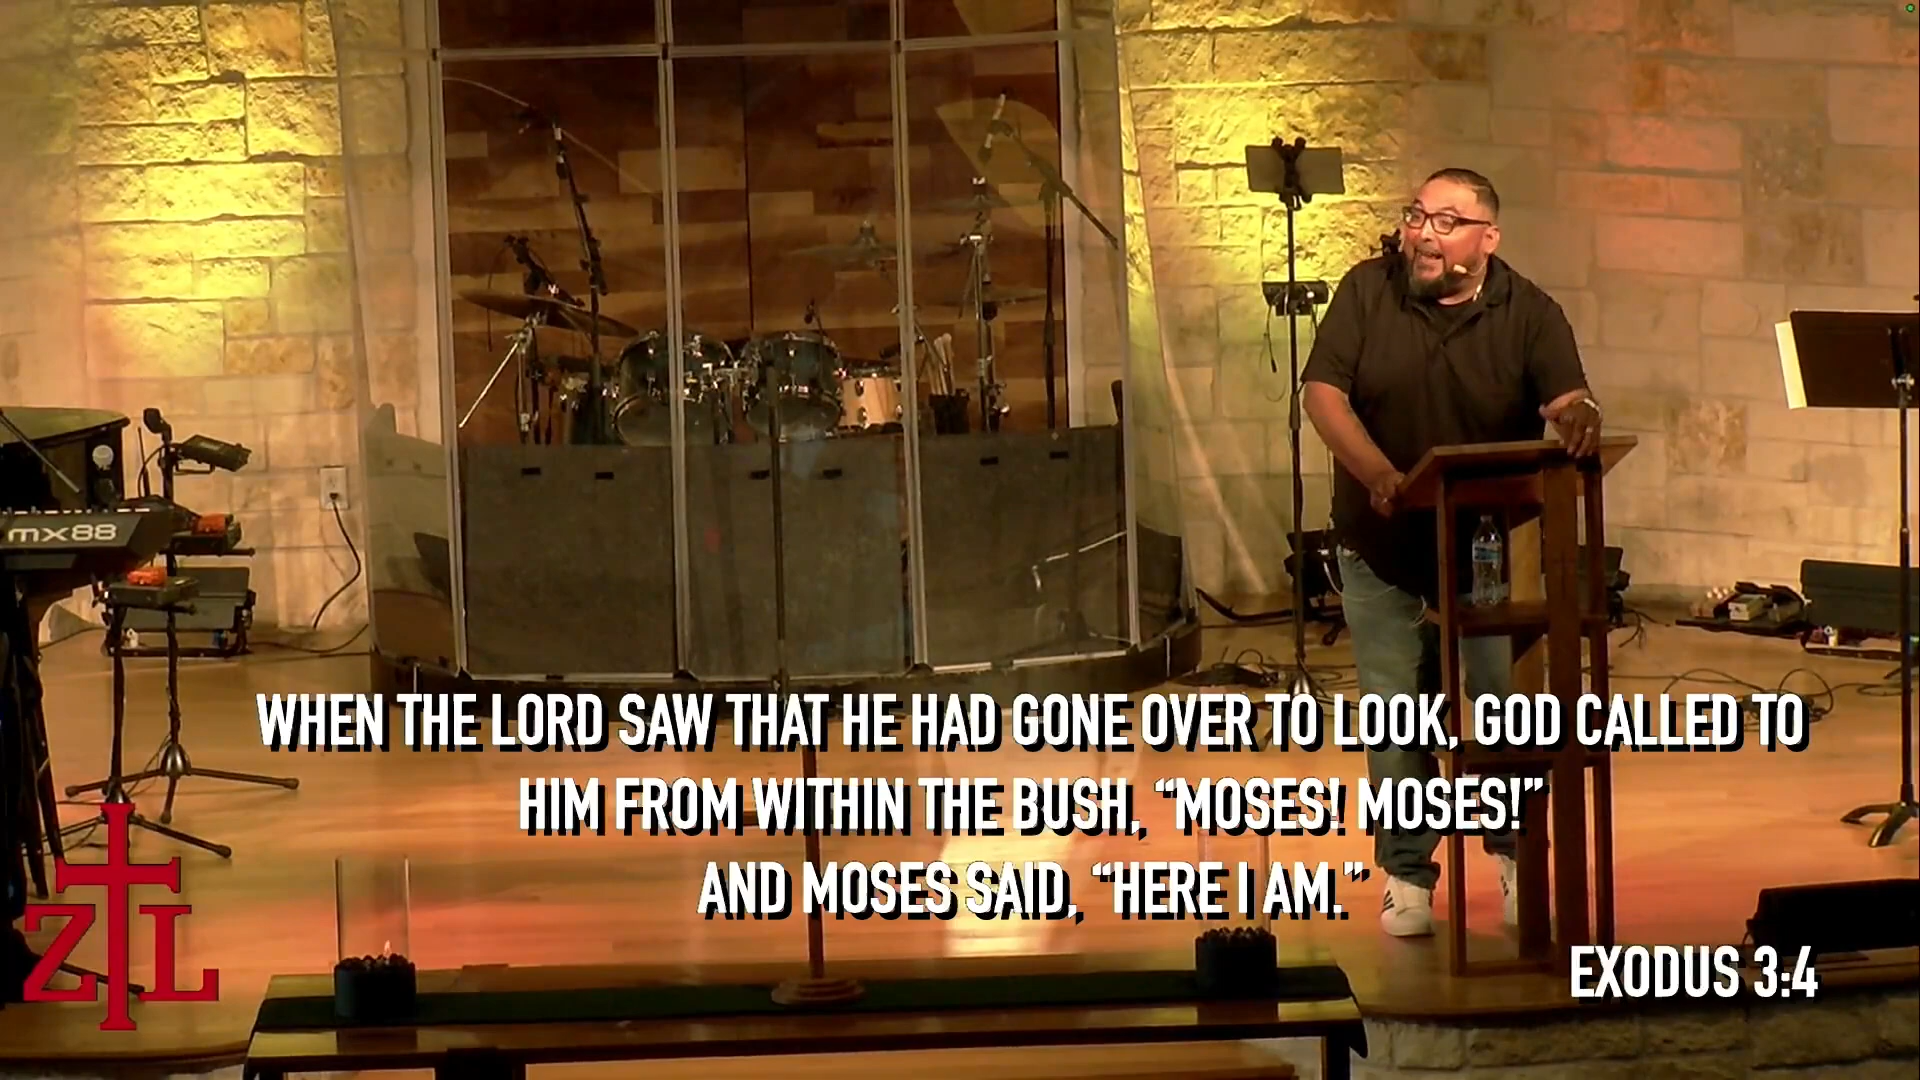 mx88
WHEN THE LORD SAW THAT HE HAD GONE OVER TO LOOK, GOD CALLED TO
HIM FROM WITHIN THE BUSH, “MOSES! MOSES!”
AND MOSES SAID, “HERE I AM.”
EXODUS 3:4
ZL